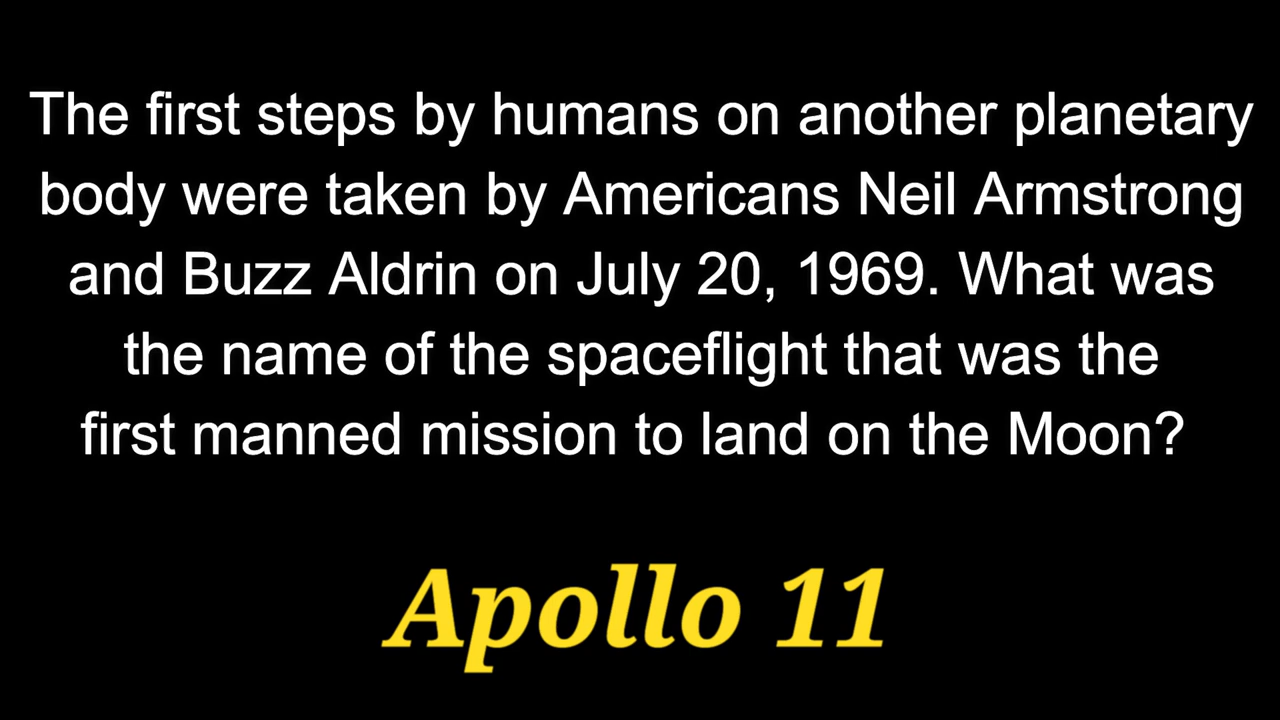 The first steps by humans on another planetary
body were taken by Americans Neil Armstrong
and Buzz Aldrin on July 20, 1969. What was
the name of the spaceflight that was the
first manned mission to land on the Moon?
Apollo 11